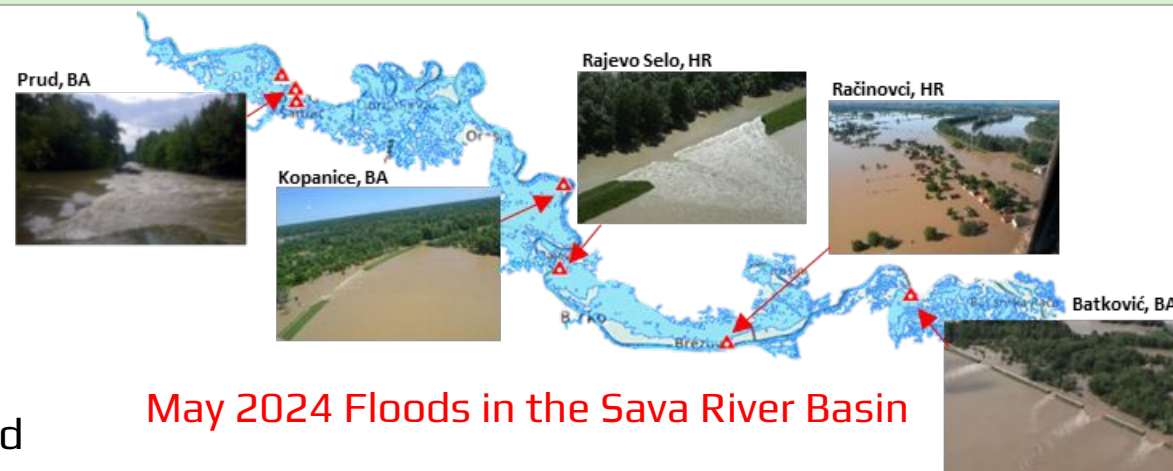 Prud, BA
Rajevo Selo, HR
Račinovci, HR
Kopanice, BA
Batković, BA
May 2024 Floods in the Sava River Basin
d